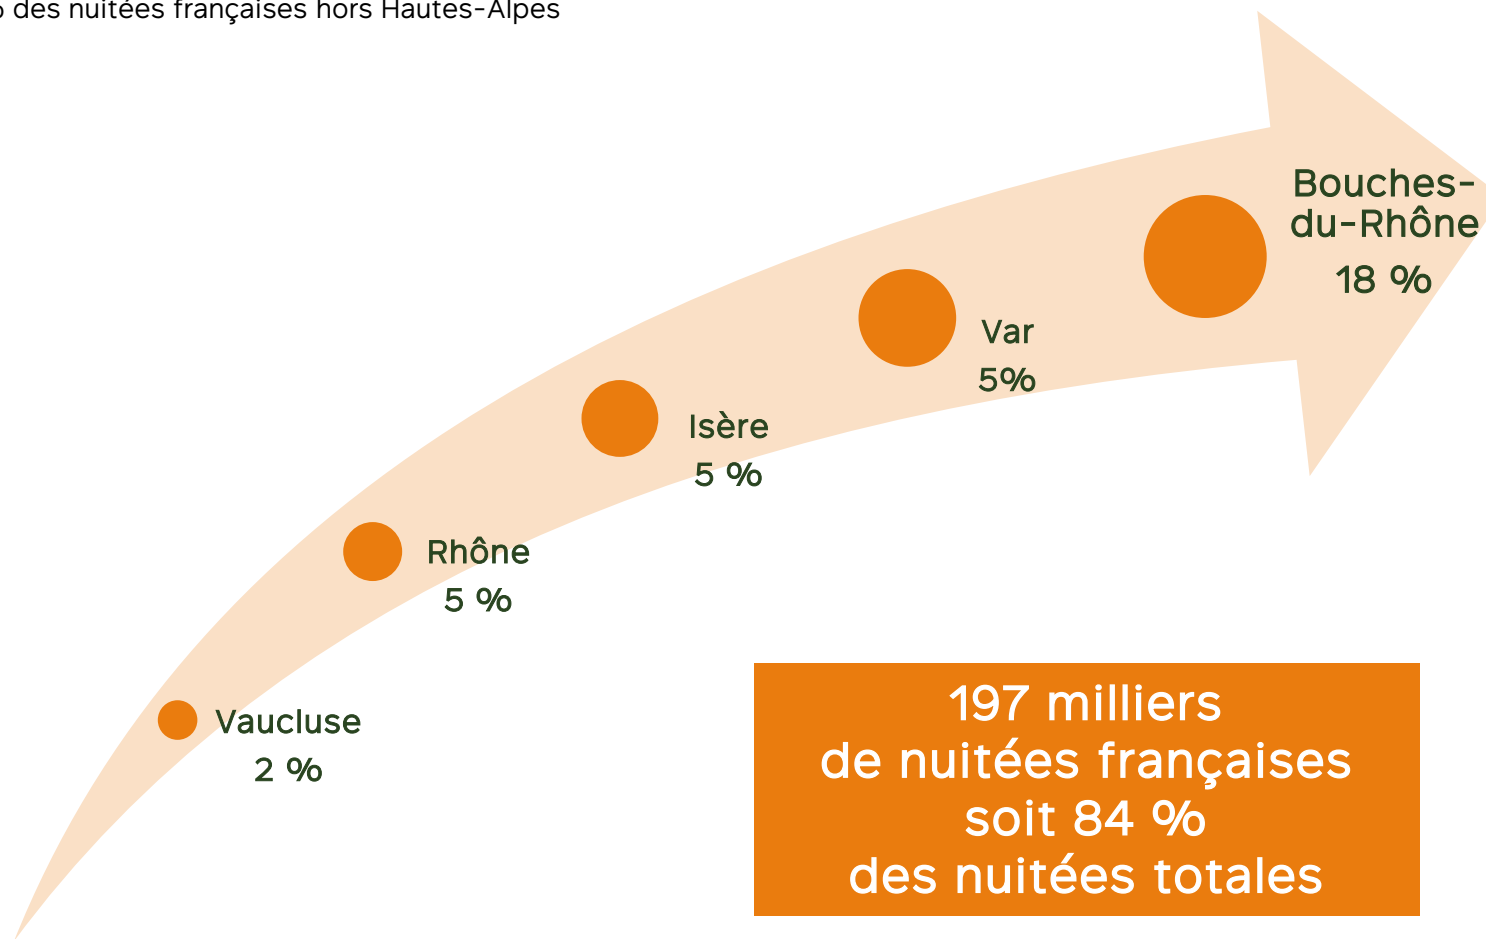 % des nuitées françaises hors Hautes-Alpes
Bouches-
du-Rhône
18 %
Var
5%
Isère
5 %
Rhône
5 %
Vaucluse
2 %
197 milliers
de nuitées françaises
soit 84 %
des nuitées totales